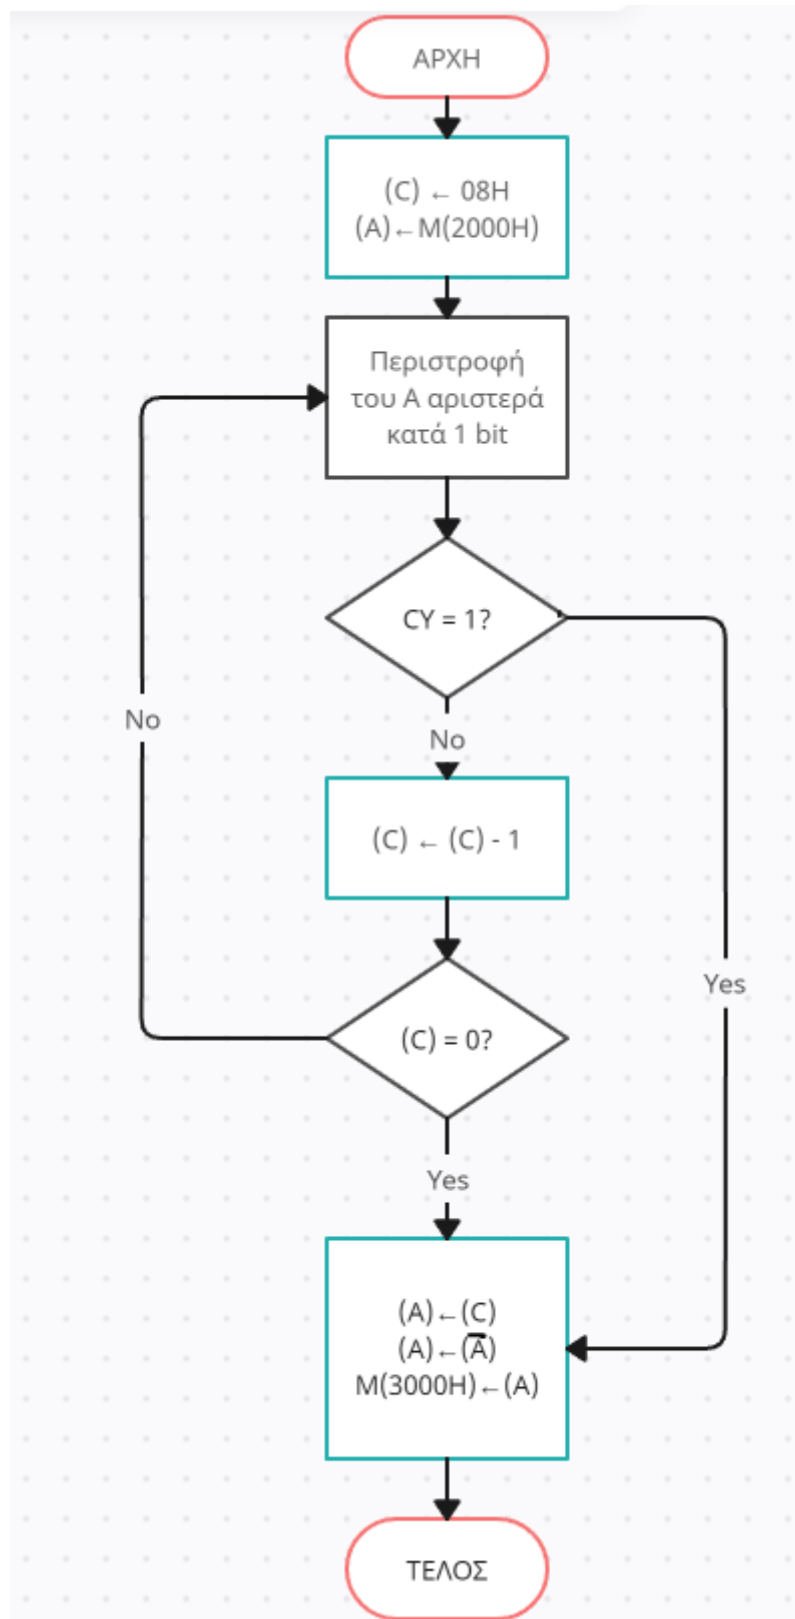 ΑΡΧΗ
(C) ← 08H
(A)←M(2000H)
Περιστροφή
του Α αριστερά
κατά 1 bit
CY = 1?
No
No
(C) ← (C) - 1
Yes
(C) = 0?
Yes
(A)←(C)
(A)←(A̅)
M(3000H)←(A)
ΤΕΛΟΣ